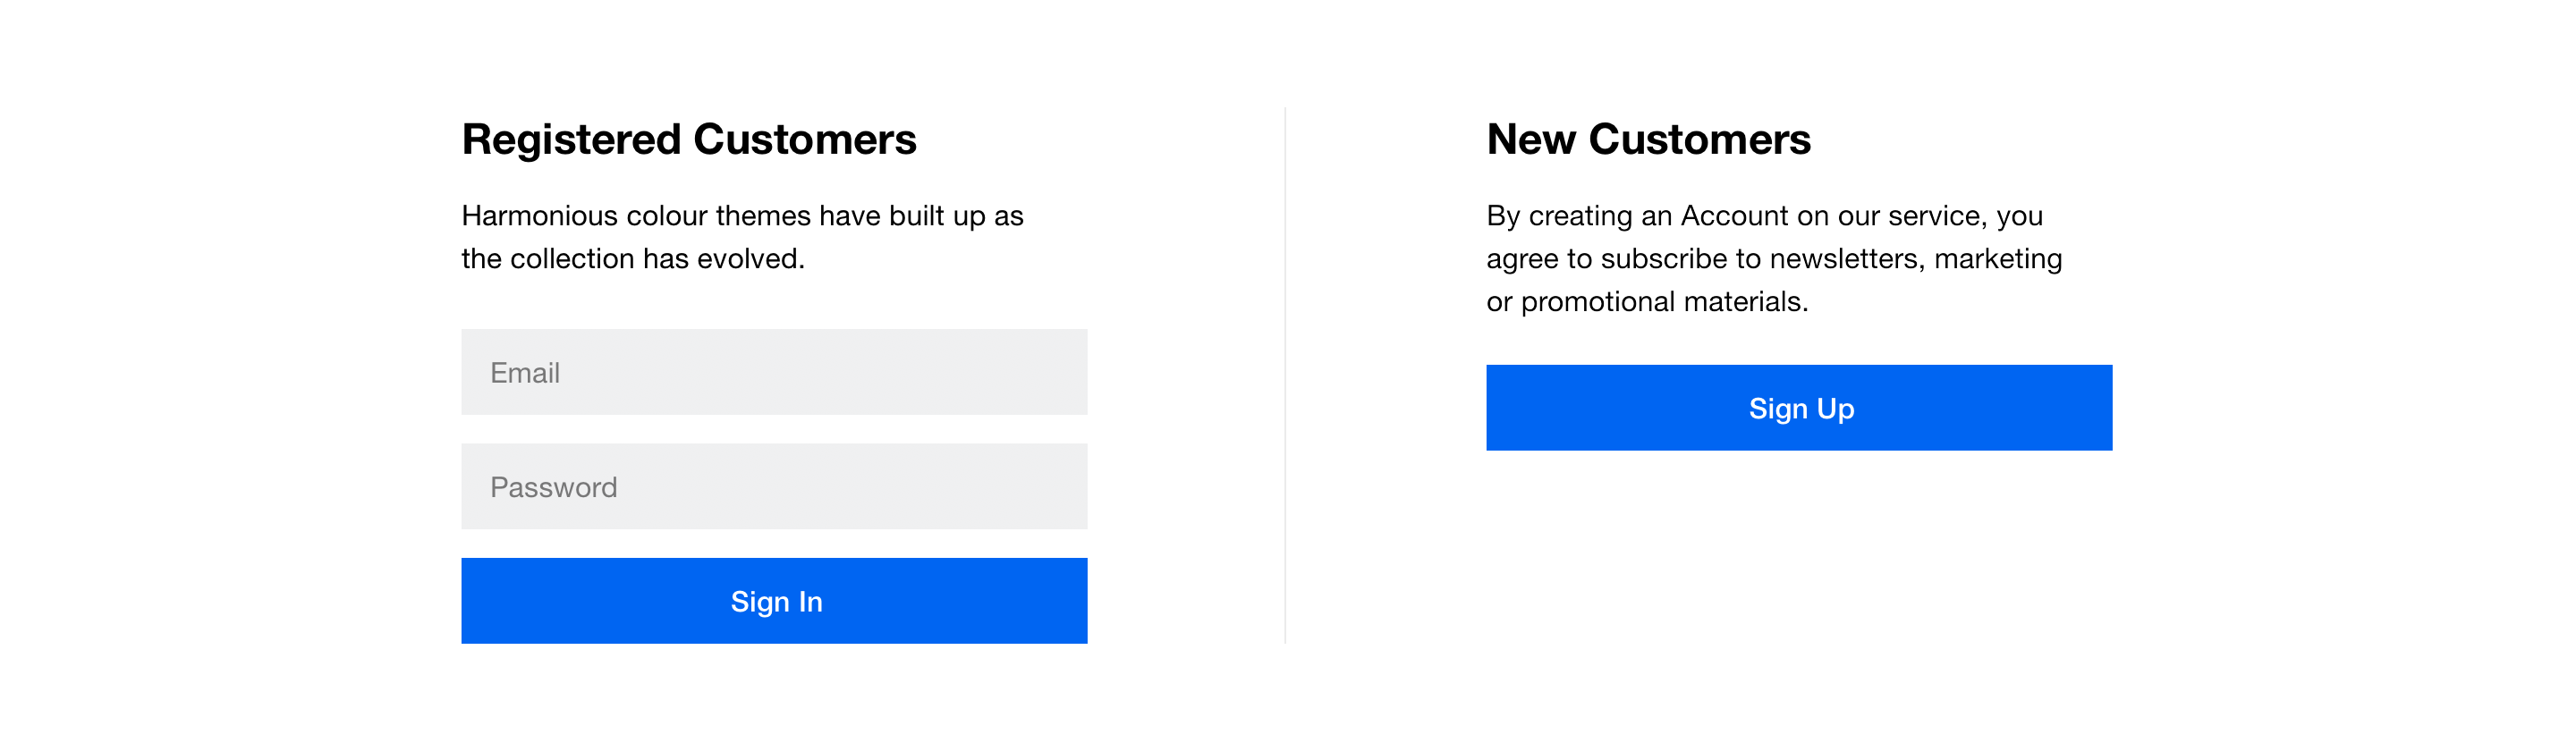 Registered Customers
Harmonious colour themes have built up as
the collection has evolved.
Email
Password
Sign In
New Customers
By creating an Account on our service, you
agree to subscribe to newsletters, marketing
or promotional materials.
Sign Up